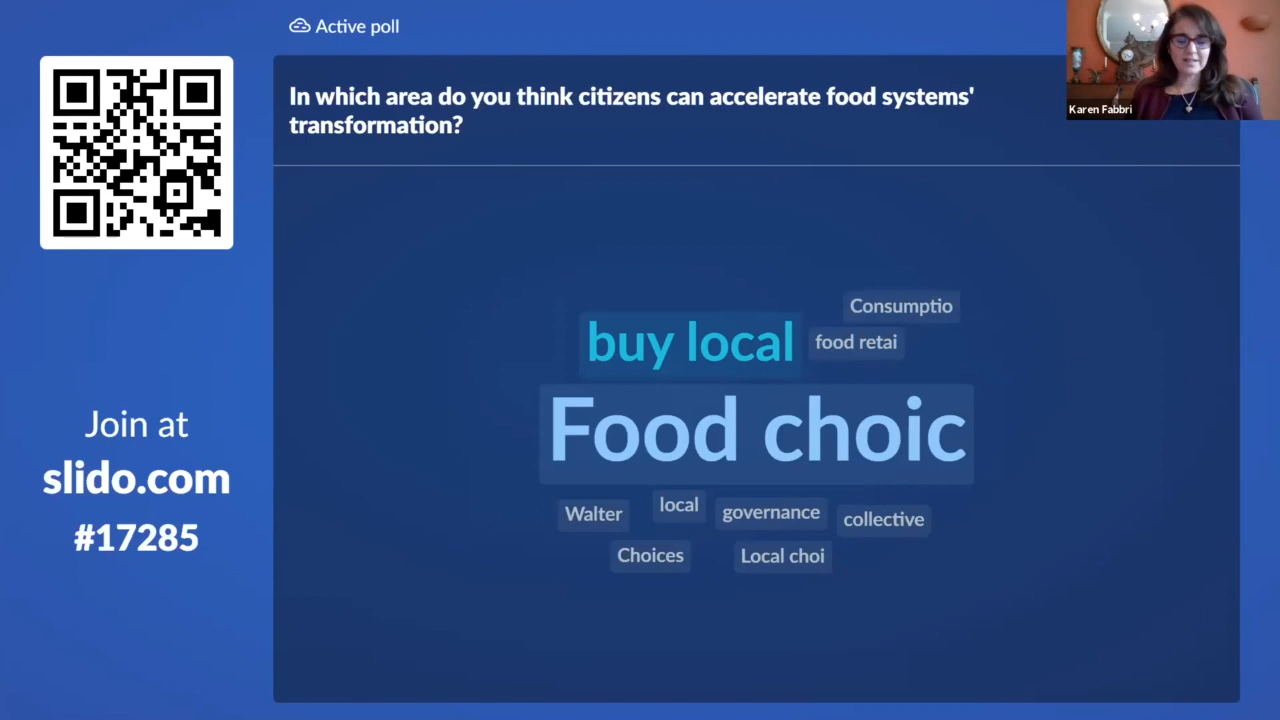 Active poll
In which area do you think citizens can accelerate food systems'
transformation?
Karen Fabbri
Join at
slido.com
#17285
Consumptio
buy local
food retai
Food choic
Walter
local
governance
collective
Choices
Local choi